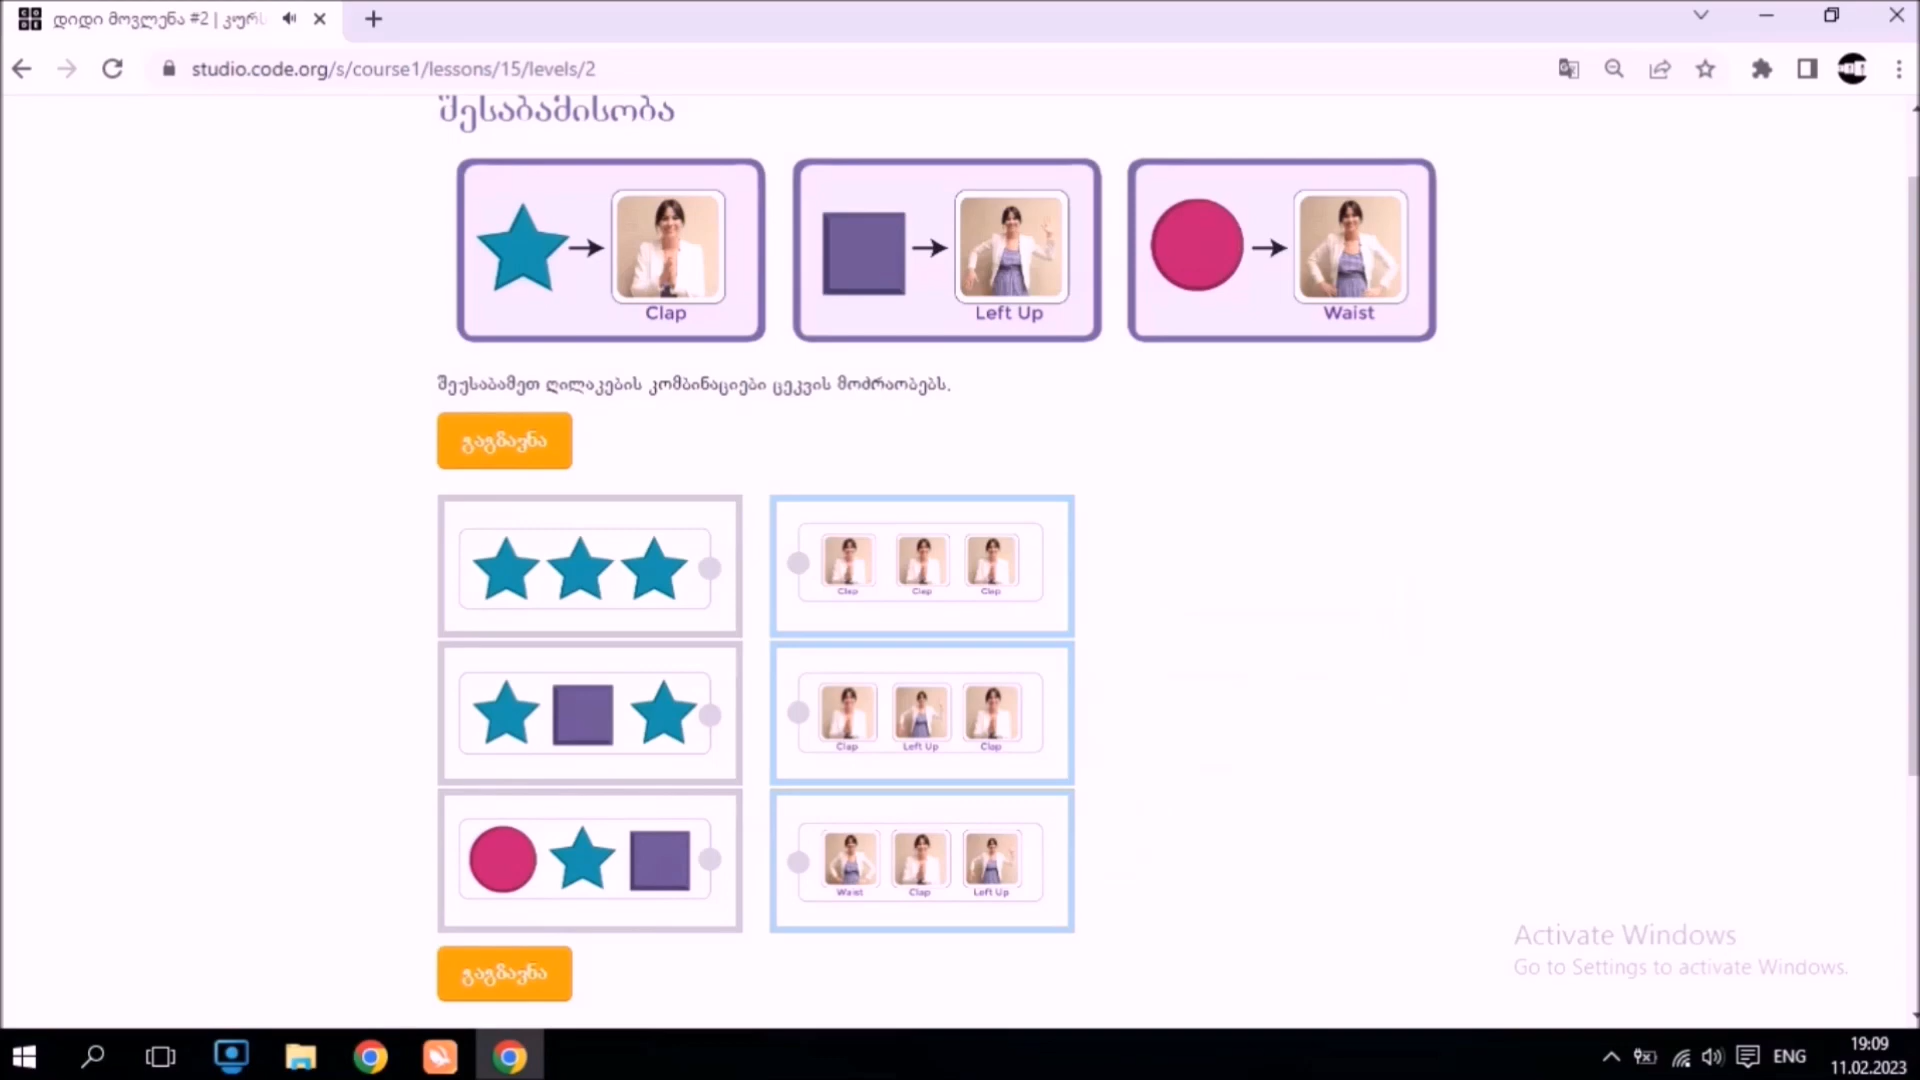 დიდი მოვლენა #2 | კურს
studio.code.org/s/course1/lessons/15/levels/2
შესაბამისობა
Clap
Left Up
Waist
შეუსაბამეთ ღილაკების კომბინაციები ცეკვის მოძრაობებს.
გაგზავნა
Clap Clap Clap
Clap Left Up Clap
Waist Clap Left Up
გაგზავნა
Activate Windows
Go to Settings to activate Windows.
ENG
19:09
11.02.2023